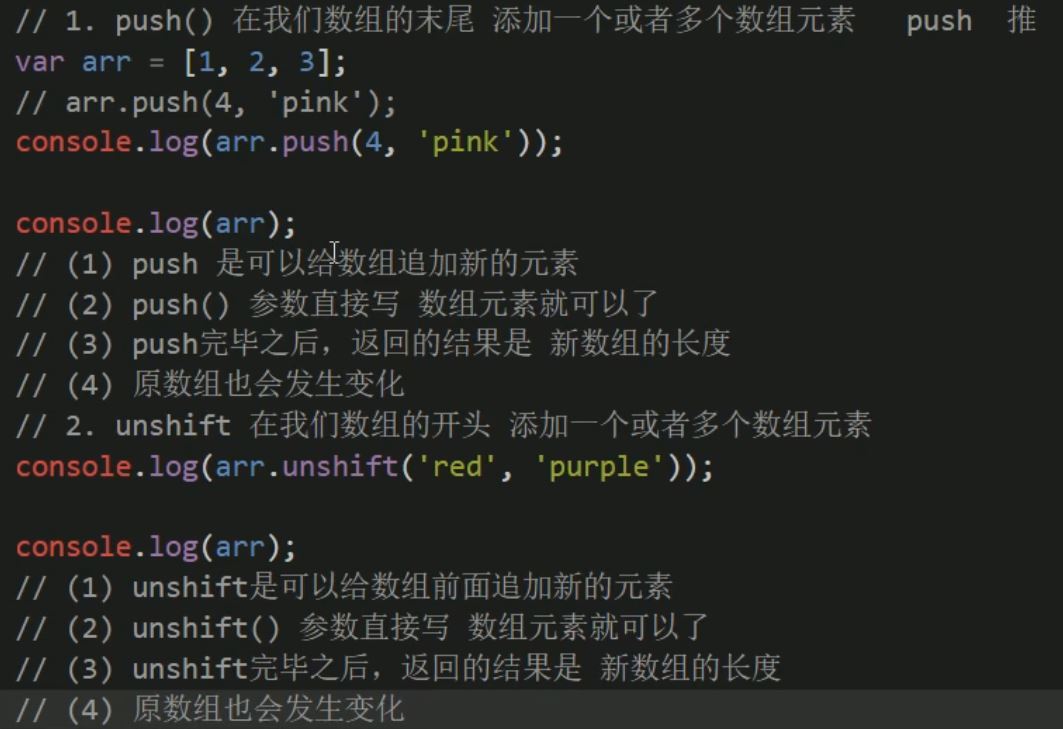 // 1. push() 在我们数组的末尾 添加一个或者多个数组元素 push 推
var arr = [1, 2, 3];
// arr.push(4, 'pink');
console.log(arr.push(4, 'pink'));
console.log(arr);
// (1) push 是可以给数组追加新的元素
// (2) push() 参数直接写 数组元素就可以了
// (3) push完毕之后，返回的结果是 新数组的长度
// (4) 原数组也会发生变化
// 2. unshift 在我们数组的开头 添加一个或者多个数组元素
console.log(arr.unshift('red', 'purple'));
console.log(arr);
// (1) unshift是可以给数组前面追加新的元素
// (2) unshift() 参数直接写 数组元素就可以了
// (3) unshift完毕之后，返回的结果是 新数组的长度
// (4) 原数组也会发生变化